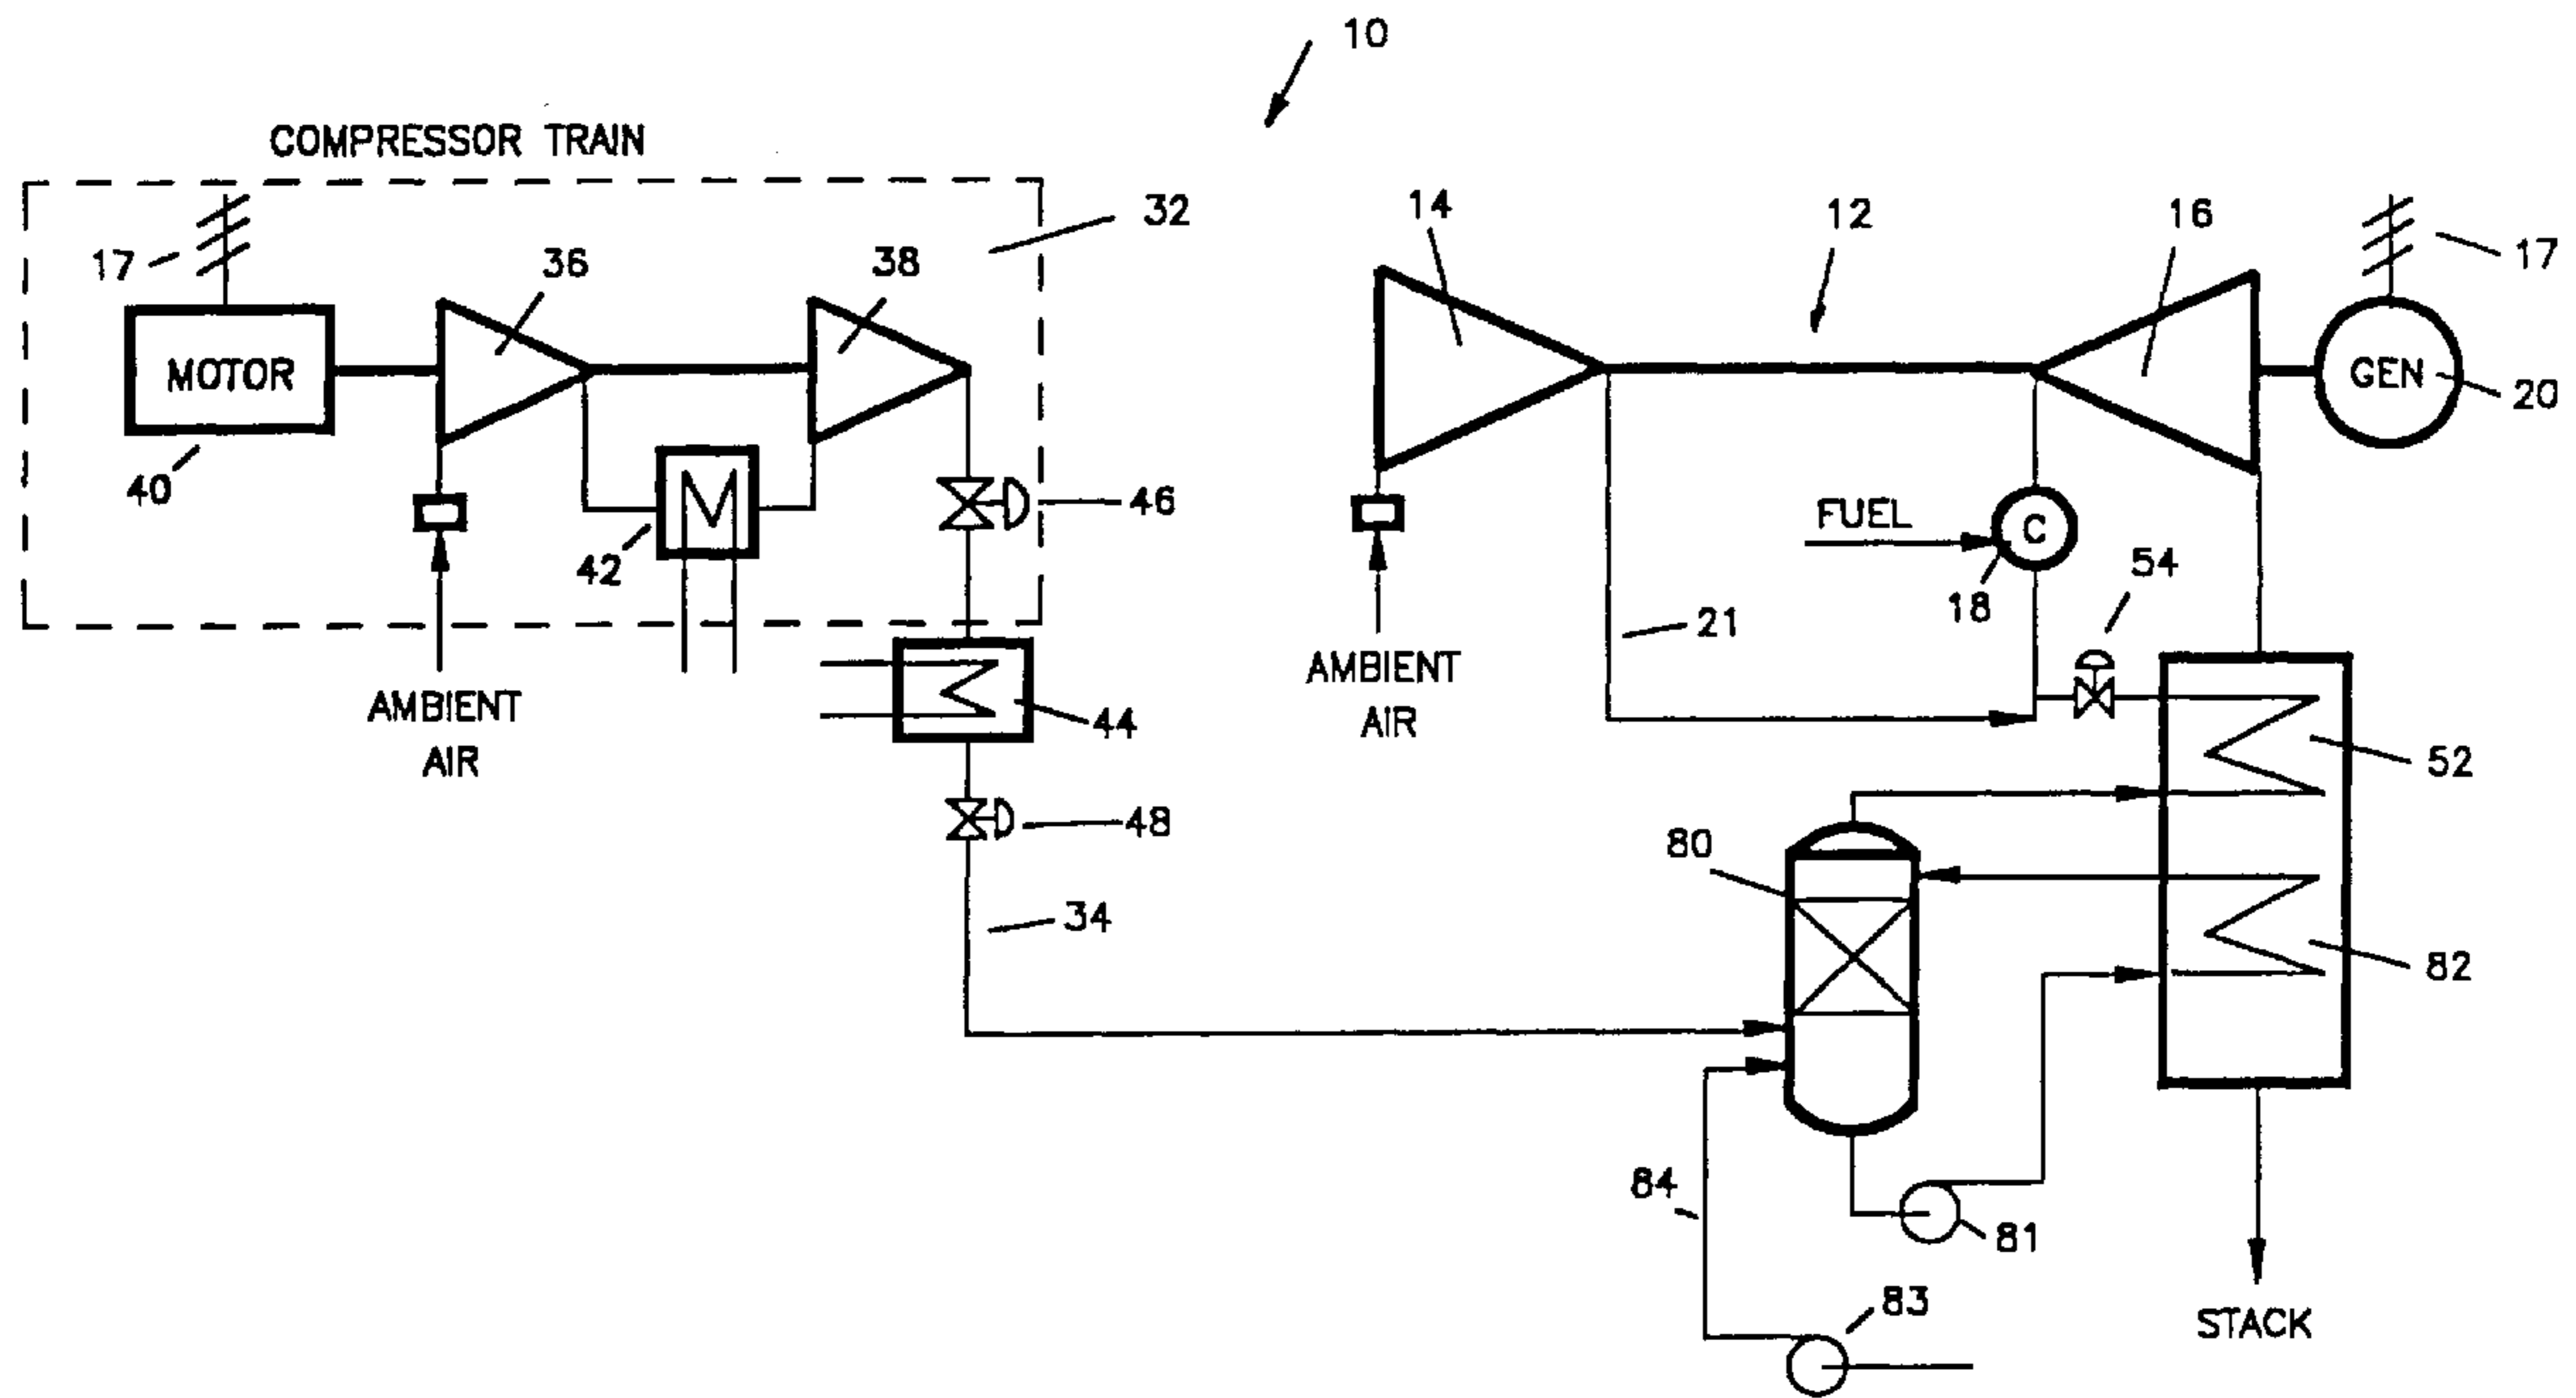 10
COMPRESSOR TRAIN
32
17
36
38
MOTOR
40
42
46
AMBIENT
AIR
44
48
34
14
12
16
17
GEN
20
FUEL
C
18
54
21
AMBIENT
AIR
52
80
82
84
81
83
STACK